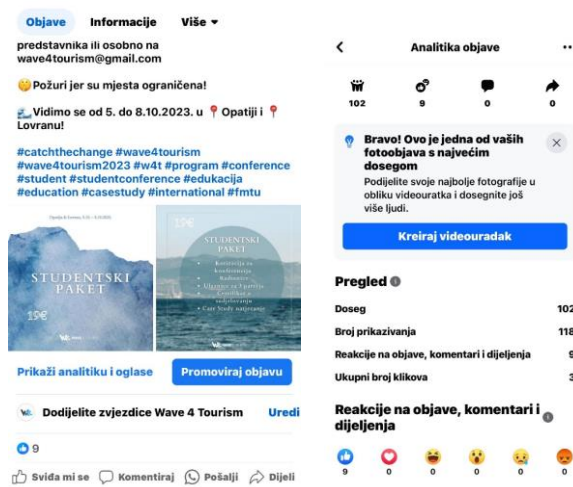 Objave Informacije Više
predstavnika ili osobno na
wave4tourism@gmail.com
Požuri jer su mjesta ograničena!
Vidimo se od 5. do 8.10.2023. u Opatiji i
Lovranu!
#catchthechange #wave4tourism
#wave4tourism2023 #w4t #program #conference
#student #studentconference #edukacija
#education #casestudy #international #fmtu
STUDENTSKI
PAKET
19€
19€
STUDENTSKI
PAKET
Prikaži analitiku i oglase Promoviraj objavu
Dodijelite zvjezdice Wave 4 Tourism Uredi
9
Sviđa mi se Komentiraj Pošalji Dijeli
Analitika objave
102 9 0 0
Bravo! Ovo je jedna od vaših
fotoobjava s najvećim
dosegom
Podijelite svoje najbolje fotografije u
obliku videouratka i dosegnite još
više ljudi.
Kreiraj videouradak
Pregled
Doseg 102
Broj prikazivanja 118
Reakcije na objave, komentari i dijeljenja 9
Ukupni broj klikova 3
Reakcije na objave, komentari i
dijeljenja
9 0 0 0 0 0